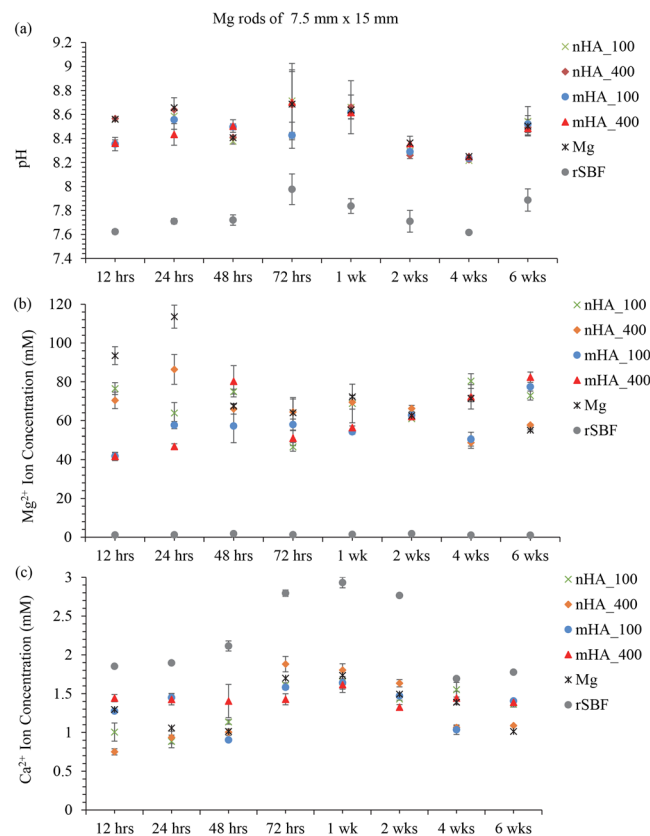 Mg rods of 7.5 mm x 15 mm
(a)
9.2
9
8.8
8.6
8.4
8.2
8
7.8
7.6
7.4
pH
12 hrs 24 hrs 48 hrs 72 hrs 1 wk 2 wks 4 wks 6 wks
nHA_100
nHA_400
mHA_100
mHA_400
Mg
rSBF
(b)
120
100
80
60
40
20
0
Mg²⁺ Ion Concentration (mM)
12 hrs 24 hrs 48 hrs 72 hrs 1 wk 2 wks 4 wks 6 wks
nHA_100
nHA_400
mHA_100
mHA_400
Mg
rSBF
(c)
3
2.5
2
1.5
1
0.5
0
Ca²⁺ Ion Concentration (mM)
12 hrs 24 hrs 48 hrs 72 hrs 1 wk 2 wks 4 wks 6 wks
nHA_100
nHA_400
mHA_100
mHA_400
Mg
rSBF